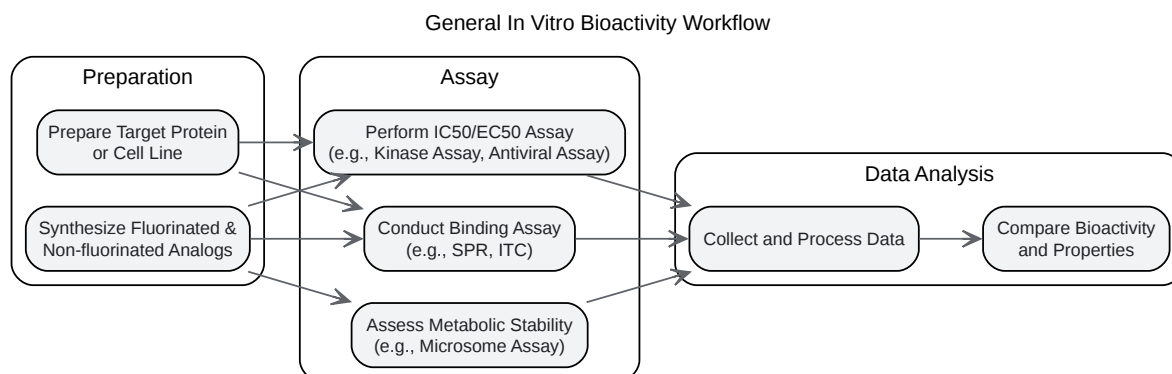 General In Vitro Bioactivity Workflow
Preparation
Prepare Target Protein
or Cell Line
Synthesize Fluorinated &
Non-fluorinated Analogs
Assay
Perform IC50/EC50 Assay
(e.g., Kinase Assay, Antiviral Assay)
Conduct Binding Assay
(e.g., SPR, ITC)
Assess Metabolic Stability
(e.g., Microsome Assay)
Data Analysis
Collect and Process Data
Compare Bioactivity
and Properties